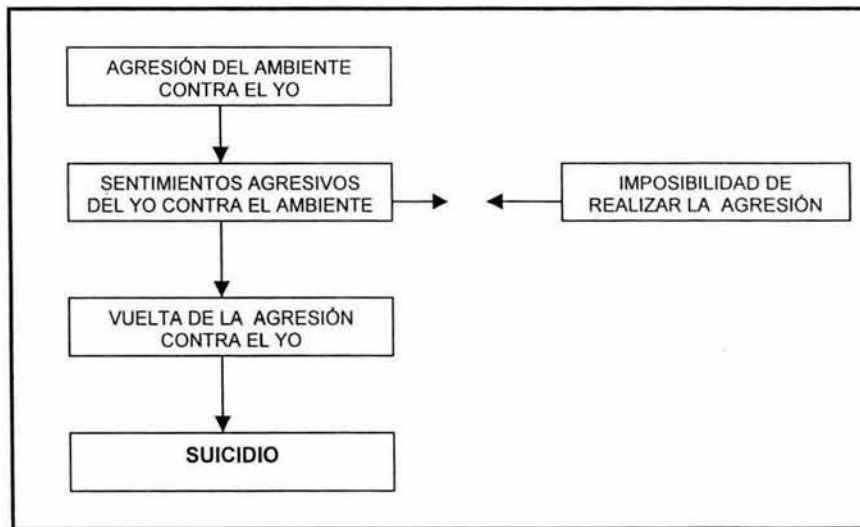 AGRESIÓN DEL AMBIENTE
CONTRA EL YO
SENTIMIENTOS AGRESIVOS
DEL YO CONTRA EL AMBIENTE
IMPOSIBILIDAD DE
REALIZAR LA AGRESIÓN
VUELTA DE LA AGRESIÓN
CONTRA EL YO
SUICIDIO